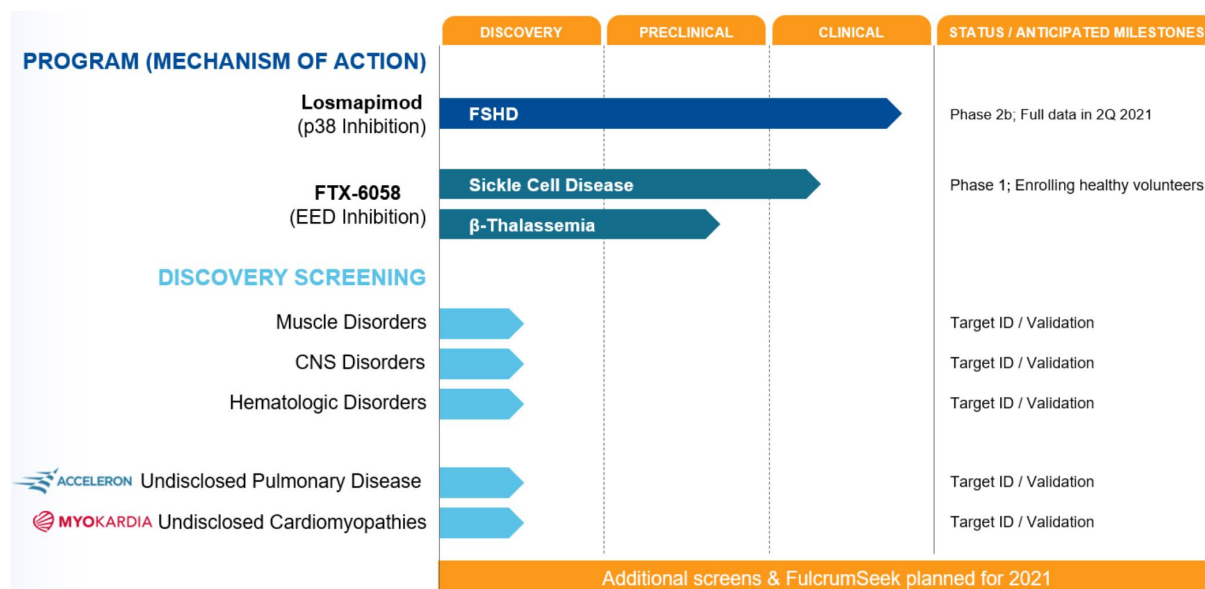 DISCOVERY PRECLINICAL CLINICAL STATUS / ANTICIPATED MILESTONES
PROGRAM (MECHANISM OF ACTION)
Losmapimod
(p38 Inhibition)
FSHD
Phase 2b; Full data in 2Q 2021
FTX-6058
(EED Inhibition)
Sickle Cell Disease
Phase 1; Enrolling healthy volunteers
β-Thalassemia
DISCOVERY SCREENING
Muscle Disorders Target ID / Validation
CNS Disorders Target ID / Validation
Hematologic Disorders Target ID / Validation
ACCELERON Undisclosed Pulmonary Disease Target ID / Validation
MYOKARDIA Undisclosed Cardiomyopathies Target ID / Validation
Additional screens & FulcrumSeek planned for 2021